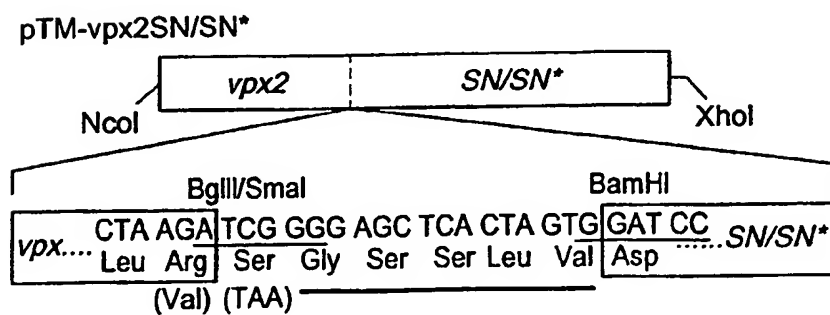 pTM-vpx2SN/SN*
vpx2 SN/SN*
NcoI XhoI
BglII/SmaI BamHI
vpx.... CTA AGA TCG GGG AGC TCA CTA GTG GAT CC ......SN/SN*
Leu Arg Ser Gly Ser Ser Leu Val Asp
(Val) (TAA)